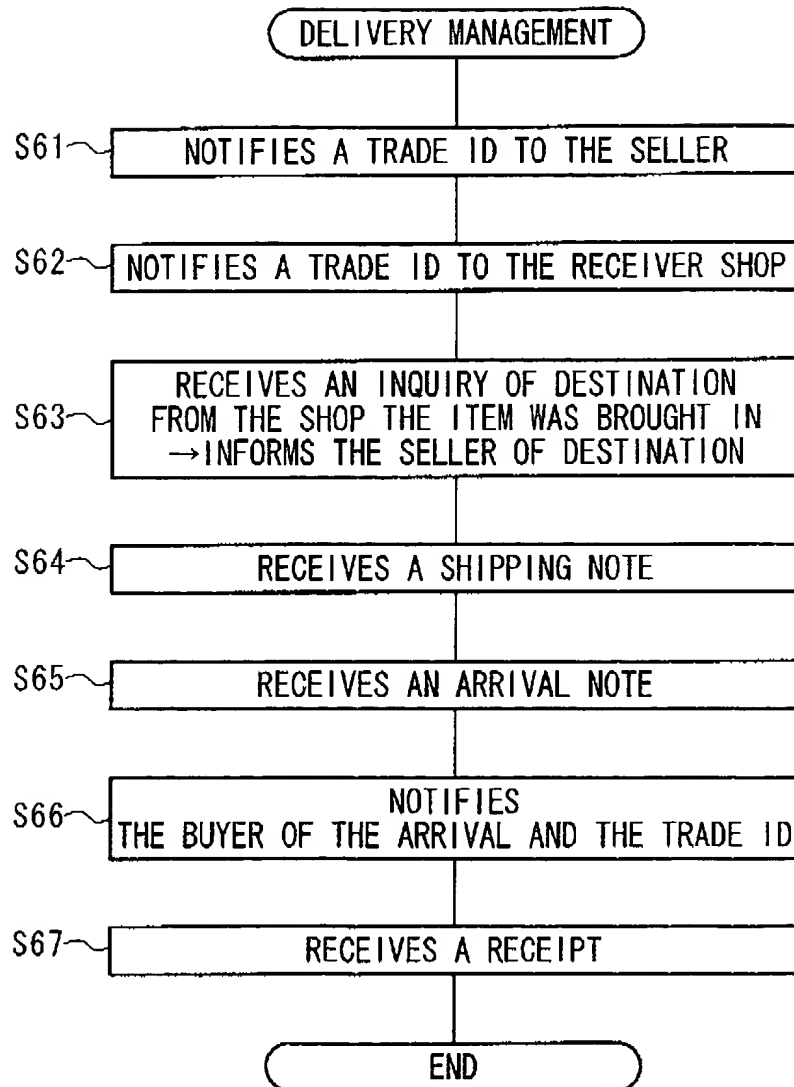 DELIVERY MANAGEMENT
S61
NOTIFIES A TRADE ID TO THE SELLER
S62
NOTIFIES A TRADE ID TO THE RECEIVER SHOP
S63
RECEIVES AN INQUIRY OF DESTINATION
FROM THE SHOP THE ITEM WAS BROUGHT IN
→INFORMS THE SELLER OF DESTINATION
S64
RECEIVES A SHIPPING NOTE
S65
RECEIVES AN ARRIVAL NOTE
S66
NOTIFIES
THE BUYER OF THE ARRIVAL AND THE TRADE ID
S67
RECEIVES A RECEIPT
END